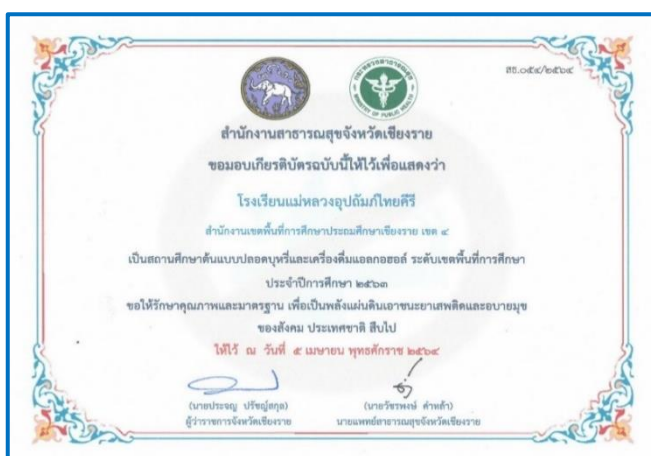 สธ.๐๕๔/๒๕๖๔
กระทรวงสาธารณสุข
MINISTRY OF PUBLIC HEALTH
สำนักงานสาธารณสุขจังหวัดเชียงราย
ขอมอบเกียรติบัตรฉบับนี้ให้ไว้เพื่อแสดงว่า
โรงเรียนแม่หลวงอุปถัมภ์ไทยคีรี
สำนักงานเขตพื้นที่การศึกษาประถมศึกษาเชียงราย เขต ๔
เป็นสถานศึกษาต้นแบบปลอดบุหรี่และเครื่องดื่มแอลกอฮอล์ ระดับเขตพื้นที่การศึกษา
ประจำปีการศึกษา ๒๕๖๓
ขอให้รักษาคุณภาพและมาตรฐาน เพื่อเป็นพลังแผ่นดินเอาชนะยาเสพติดและอบายมุข
ของสังคม ประเทศชาติ สืบไป
ให้ไว้ ณ วันที่ ๕ เมษายน พุทธศักราช ๒๕๖๔
(นายประจญ ปรัชญ์สกุล)
ผู้ว่าราชการจังหวัดเชียงราย
(นายวัชรพงษ์ คำหล้า)
นายแพทย์สาธารณสุขจังหวัดเชียงราย